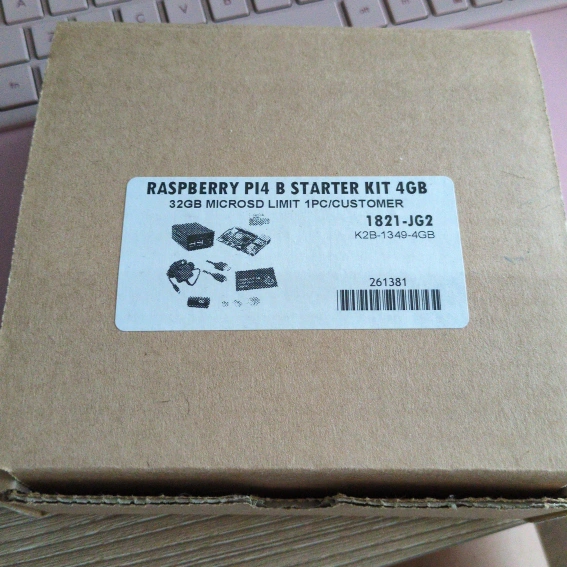 RASPBERRY PI4 B STARTER KIT 4GB
32GB MICROSD LIMIT 1PC/CUSTOMER
1821-JG2
K2B-1349-4GB
261381